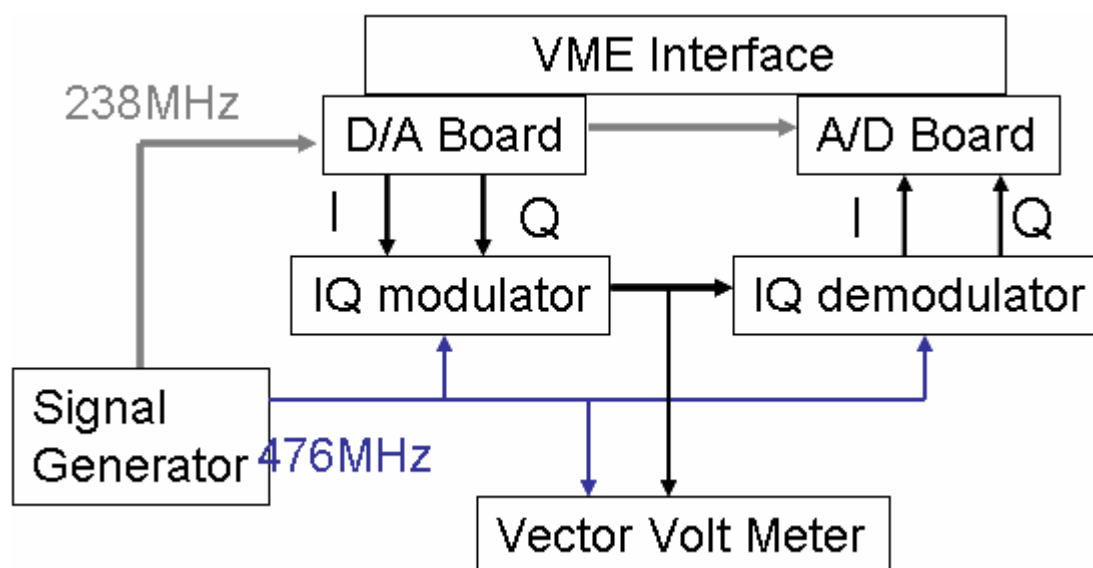 VME Interface
238MHz
D/A Board
A/D Board
I
Q
I
Q
IQ modulator
IQ demodulator
Signal
Generator
476MHz
Vector Volt Meter